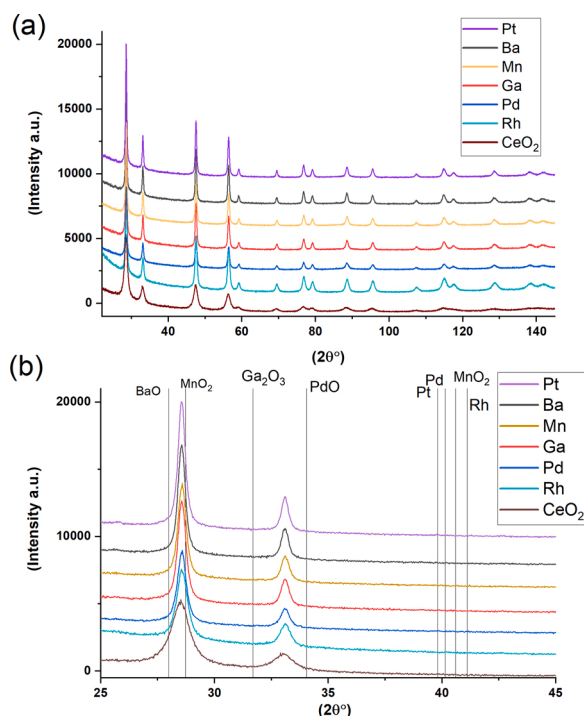 (a)
20000
15000
10000
5000
0
(Intensity a.u.)
Pt
Ba
Mn
Ga
Pd
Rh
CeO₂
40
60
80
100
120
140
(2θ°)
(b)
BaO
MnO₂
Ga₂O₃
PdO
Pt
Pd
MnO₂
Rh
20000
10000
0
(Intensity a.u.)
Pt
Ba
Mn
Ga
Pd
Rh
CeO₂
25
30
35
40
45
(2θ°)